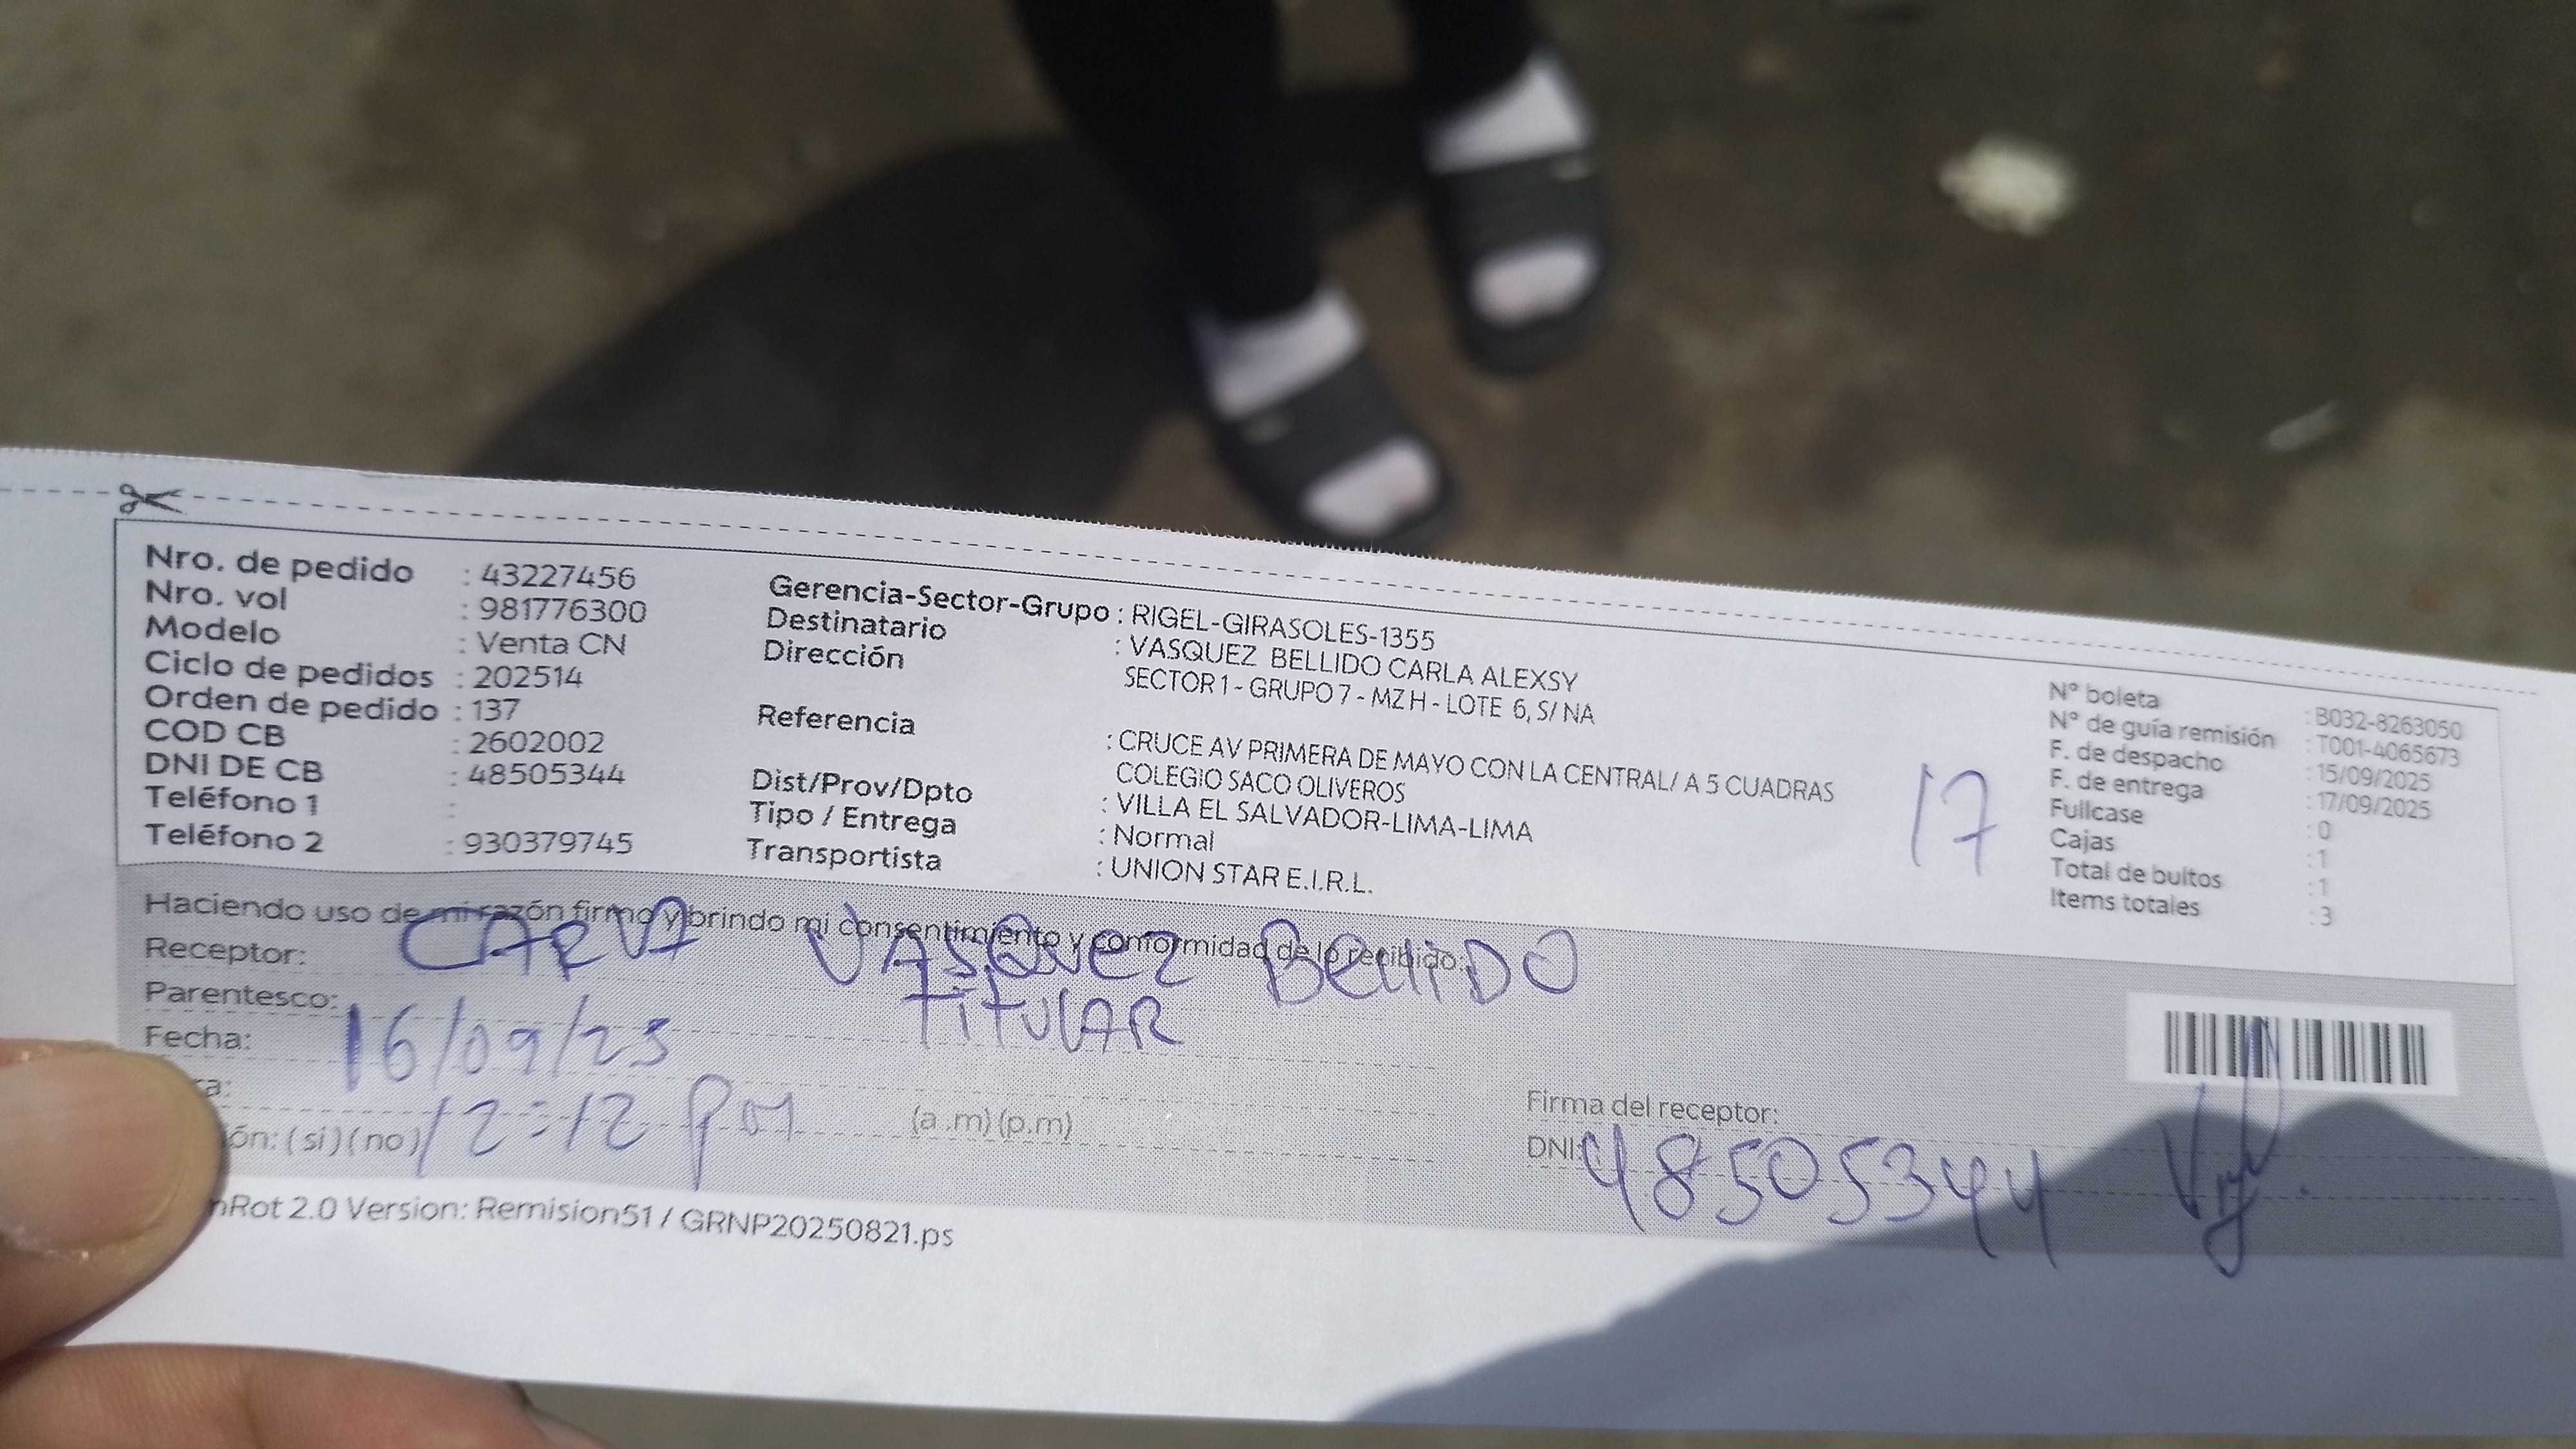 Nro. de pedido : 43227456
Nro. vol : 981776300
Modelo : Venta CN
Ciclo de pedidos : 202514
Orden de pedido : 137
COD CB : 2602002
DNI DE CB : 48505344
Teléfono 1 :
Teléfono 2 : 930379745
Gerencia-Sector-Grupo : RIGEL-GIRASOLES-1355
Destinatario : VASQUEZ BELLIDO CARLA ALEXSY
Dirección SECTOR 1 - GRUPO 7 - MZ H - LOTE 6, S/ NA
Referencia : CRUCE AV PRIMERA DE MAYO CON LA CENTRAL/ A 5 CUADRAS
COLEGIO SACO OLIVEROS
Dist/Prov/Dpto : VILLA EL SALVADOR-LIMA-LIMA
Tipo / Entrega : Normal
Transportista : UNION STAR E.I.R.L.
17
N° boleta : B032-8263050
N° de guía remisión : T001-4065673
F. de despacho : 15/09/2025
F. de entrega : 17/09/2025
Fullcase : 0
Cajas : 1
Total de bultos : 1
Items totales : 3
Haciendo uso de mi razón firmo y brindo mi consentimiento y conformidad de lo recibido:
Receptor: CARLA VASQUEZ BELLIDO
Parentesco: TITULAR
Fecha: 16/09/25
ra: 12:12 pm (a.m)(p.m)
ón: (si)(no)
Firma del receptor:
DNI: 48505344
nRot 2.0 Version: Remision51 / GRNP20250821.ps